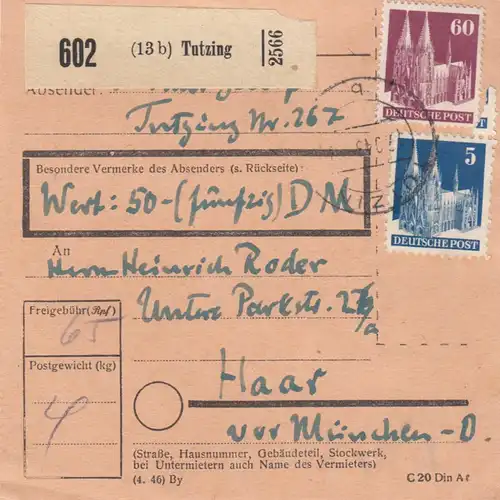 602 (13b) Tutzing 2566
60
DEUTSCHE POST
Absender:
Tutzing Nr. 267
5
DEUTSCHE POST
Besondere Vermerke des Absenders (s. Rückseite):
Wert: 50-(fünfzig) DM
An
Herrn Heinrich Roder
Untere Parkstr.
Freigebühr (Rpf)
65
Postgewicht (kg)
4
Haar
vor München-O.
(Straße, Hausnummer, Gebäudeteil, Stockwerk,
bei Untermietern auch Name des Vermieters)
(4. 46) By
C 20 Din A